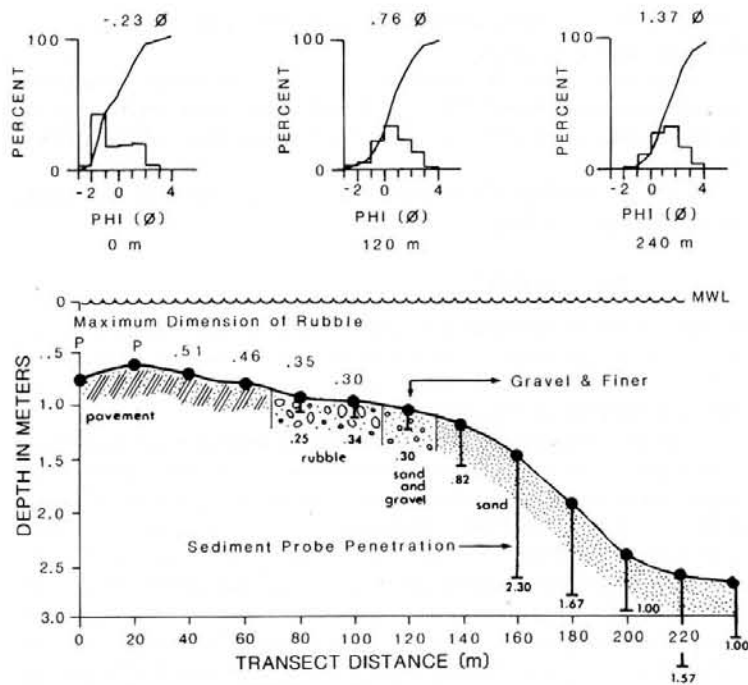 -.23 Ø
.76 Ø
1.37 Ø
100
PERCENT
50
0
-2 0 4
PHI (Ø)
0 m
100
PERCENT
50
0
-2 0 4
PHI (Ø)
120 m
100
PERCENT
50
0
-2 0 4
PHI (Ø)
240 m
0
MWL
Maximum Dimension of Rubble
P P .51 .46 .35 .30
Gravel & Finer
DEPTH IN METERS
..5
1.0
1.5
2.0
2.5
3.0
pavement
.25 .34 .30
rubble
sand
and
gravel
.82
sand
Sediment Probe Penetration
2.30
1.67
1.00
1.57
1.00
0 20 40 60 80 100 120 140 160 180 200 220 240
TRANSECT DISTANCE (m)